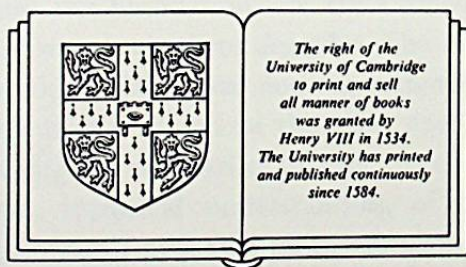 The right of the
University of Cambridge
to print and sell
all manner of books
was granted by
Henry VIII in 1534.
The University has printed
and published continuously
since 1584.